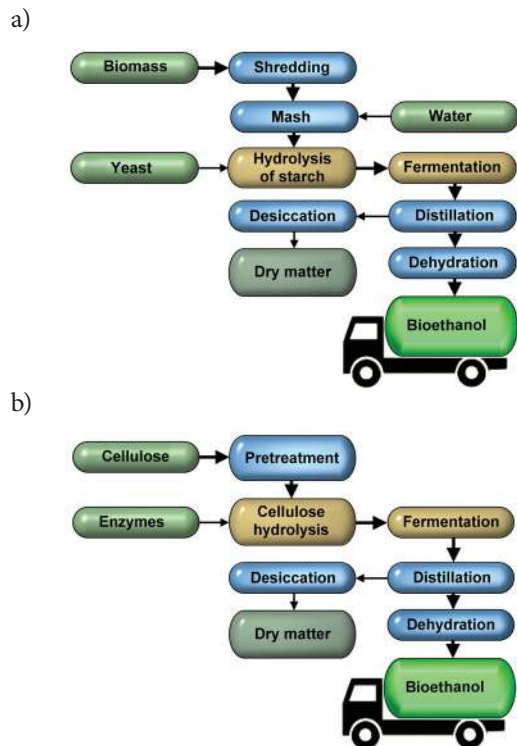 a)
Biomass
Shredding
Mash
Water
Yeast
Hydrolysis
of starch
Fermentation
Desiccation
Distillation
Dry matter
Dehydration
Bioethanol
b)
Cellulose
Pretreatment
Enzymes
Cellulose
hydrolysis
Fermentation
Desiccation
Distillation
Dry matter
Dehydration
Bioethanol